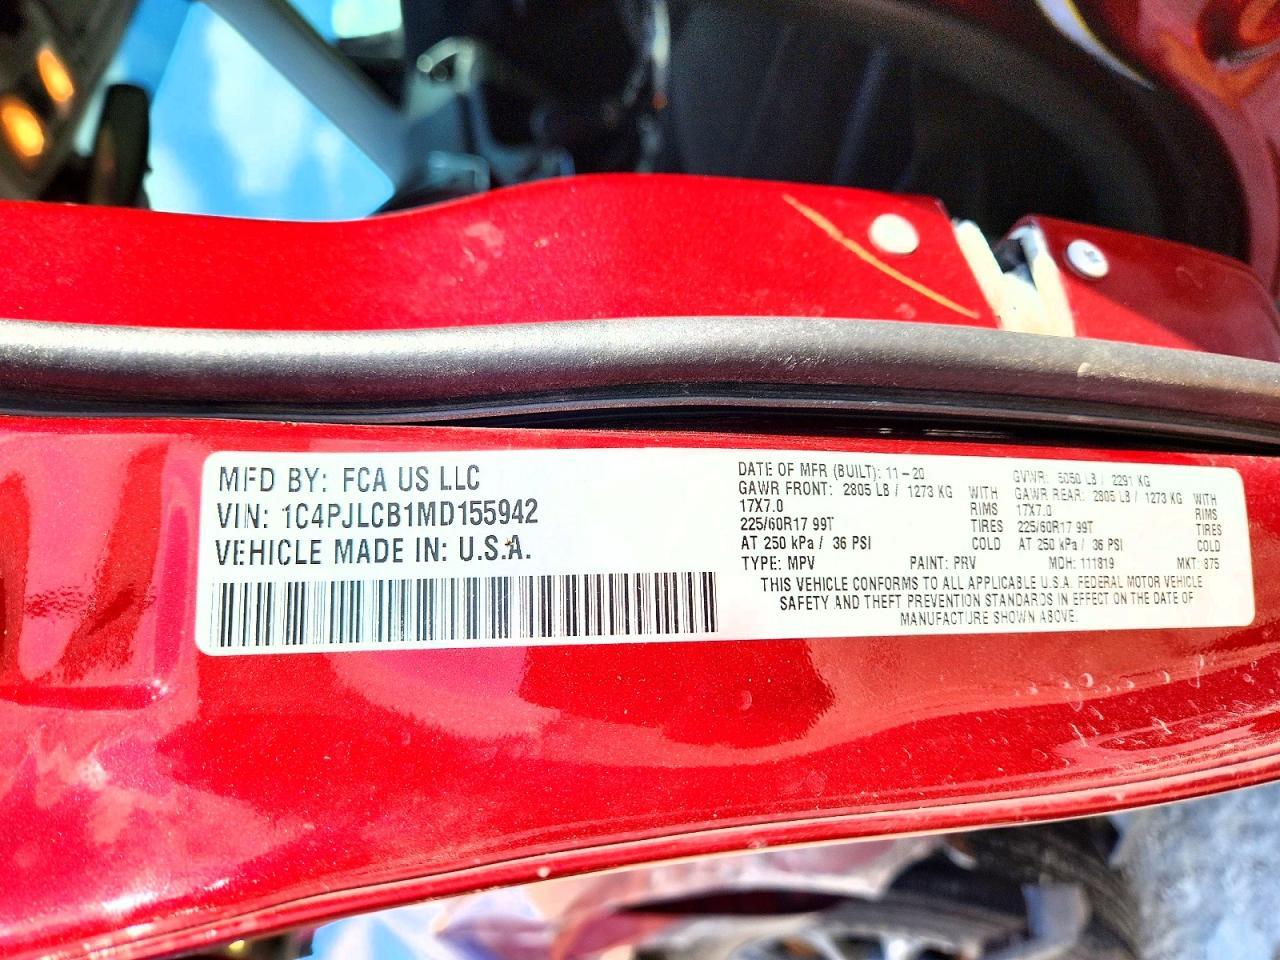 MFD BY: FCA US LLC
VIN: 1C4PJLCB1MD155942
VEHICLE MADE IN: U.S.A.
DATE OF MFR (BUILT): 11-20
GVWR: 5050 LB / 2291 KG
GAWR FRONT: 2805 LB / 1273 KG WITH
GAWR REAR: 2805 LB / 1273 KG WITH
17X7.0 RIMS
17X7.0 RIMS
225/60R17 99T TIRES
225/60R17 99T TIRES
AT 250 kPa / 36 PSI COLD
AT 250 kPa / 36 PSI COLD
TYPE: MPV PAINT: PRV MDH: 111819 MKT: 875
THIS VEHICLE CONFORMS TO ALL APPLICABLE U.S.A. FEDERAL MOTOR VEHICLE
SAFETY AND THEFT PREVENTION STANDARDS IN EFFECT ON THE DATE OF
MANUFACTURE SHOWN ABOVE.